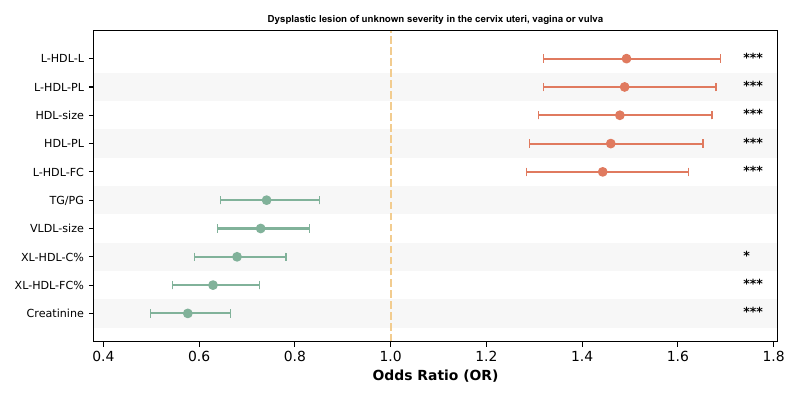 Dysplastic lesion of unknown severity in the cervix uteri, vagina or vulva
L-HDL-L ***
L-HDL-PL ***
HDL-size ***
HDL-PL ***
L-HDL-FC ***
TG/PG
VLDL-size
XL-HDL-C% *
XL-HDL-FC% ***
Creatinine ***
0.4 0.6 0.8 1.0 1.2 1.4 1.6 1.8
Odds Ratio (OR)